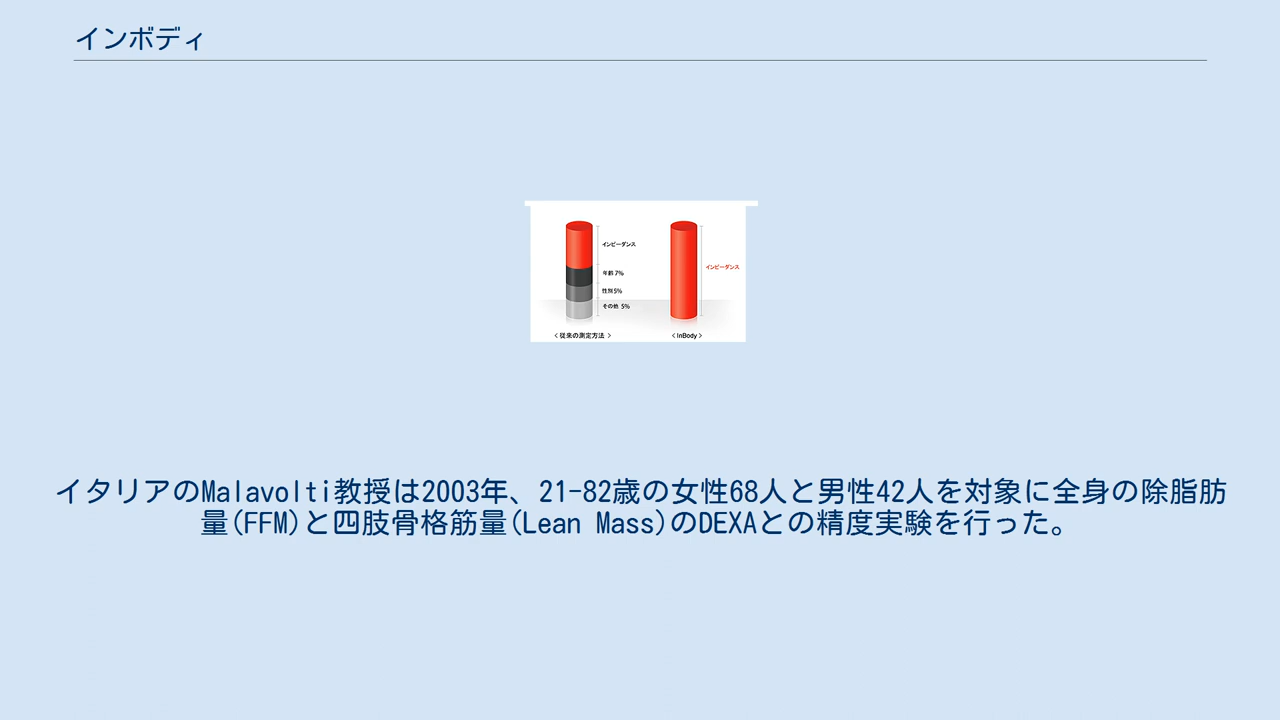 インボディ
インピーダンス
年齢 7%
性別 5%
その他 5%
インピーダンス
< 従来の測定方法 >
< InBody >
イタリアのMalavolti教授は2003年、21-82歳の女性68人と男性42人を対象に全身の除脂肪
量(FFM)と四肢骨格筋量(Lean Mass)のDEXAとの精度実験を行った。